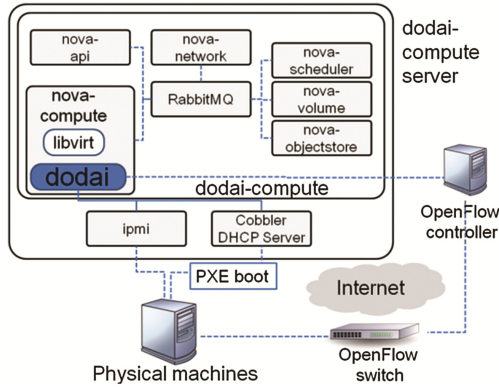 dodai-
compute
server
nova-
api
nova-
network
nova-
scheduler
nova-
compute
RabbitMQ
nova-
volume
libvirt
nova-
objectstore
dodai
dodai-compute
ipmi
Cobbler
DHCP Server
OpenFlow
controller
PXE boot
Internet
OpenFlow
switch
Physical machines